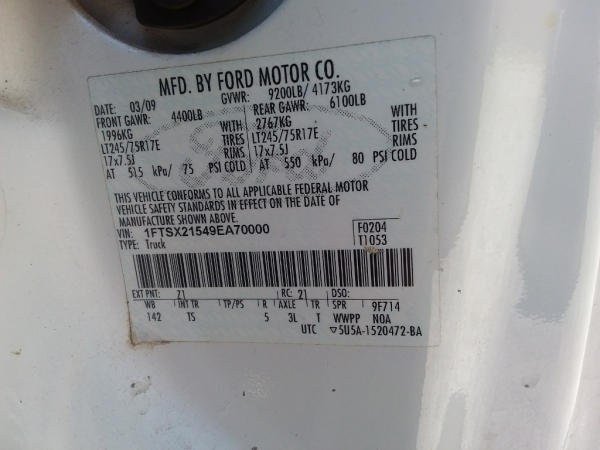 MFD. BY FORD MOTOR CO.
DATE: 03/09 GVWR: 9200LB/ 4173KG
FRONT GAWR: 4400LB REAR GAWR: 6100LB
1996KG WITH 2767KG WITH
LT245/75R17E TIRES LT245/75R17E TIRES
17x7.5J RIMS 17x7.5J RIMS
AT 515 kPa/ 75 PSI COLD AT 550 kPa/ 80 PSI COLD
THIS VEHICLE CONFORMS TO ALL APPLICABLE FEDERAL MOTOR
VEHICLE SAFETY STANDARDS IN EFFECT ON THE DATE OF
MANUFACTURE SHOWN ABOVE.
VIN: 1FTSX21549EA70000 F0204
TYPE: Truck T1053
EXT PNT: Z1 RC: 21 DSO:
WB INT TR TP/PS R AXLE TR SPR 9F714
142 TS 5 3L T WWPP NOA
UTC ▽5U5A-1520472-BA